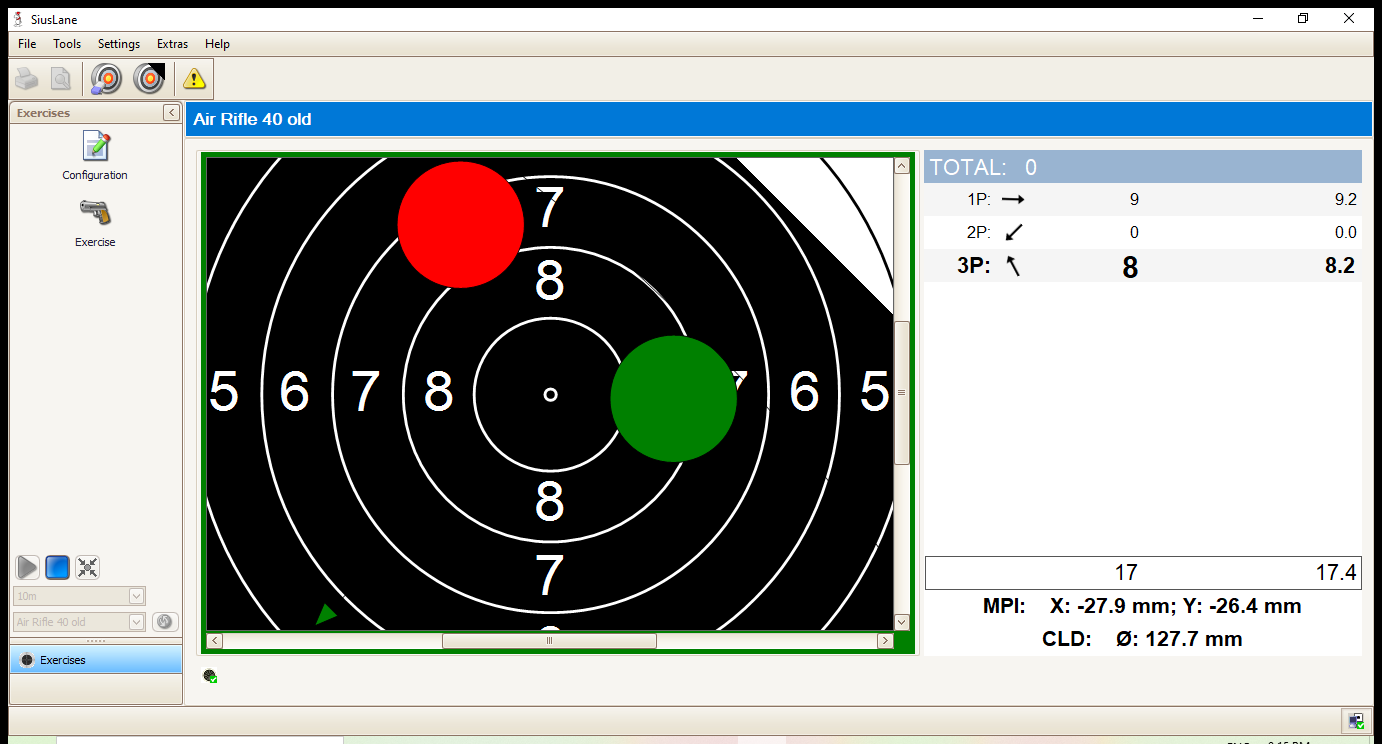 SiusLane
File Tools Settings Extras Help
Exercises
Configuration
Exercise
10m
Air Rifle 40 old
Exercises
Air Rifle 40 old
7
8
5 6 7 8 7 6 5
8
7
TOTAL: 0
1P: 9 9.2
2P: 0 0.0
3P: 8 8.2
17 17.4
MPI: X: -27.9 mm; Y: -26.4 mm
CLD: Ø: 127.7 mm